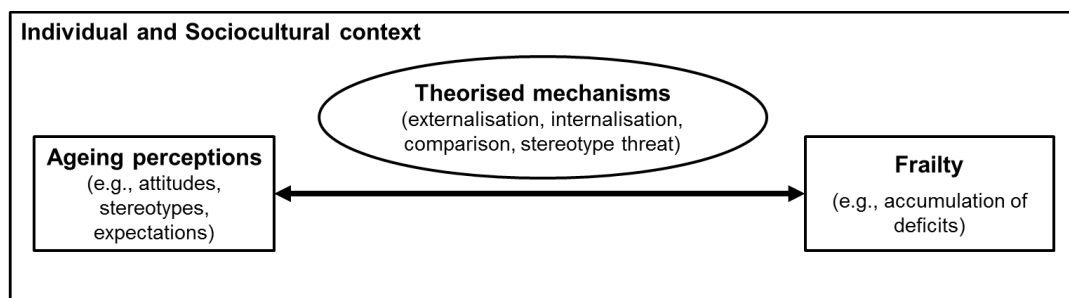 Individual and Sociocultural context
Theorised mechanisms
(externalisation, internalisation,
comparison, stereotype threat)
Ageing perceptions
(e.g., attitudes,
stereotypes,
expectations)
Frailty
(e.g., accumulation of
deficits)